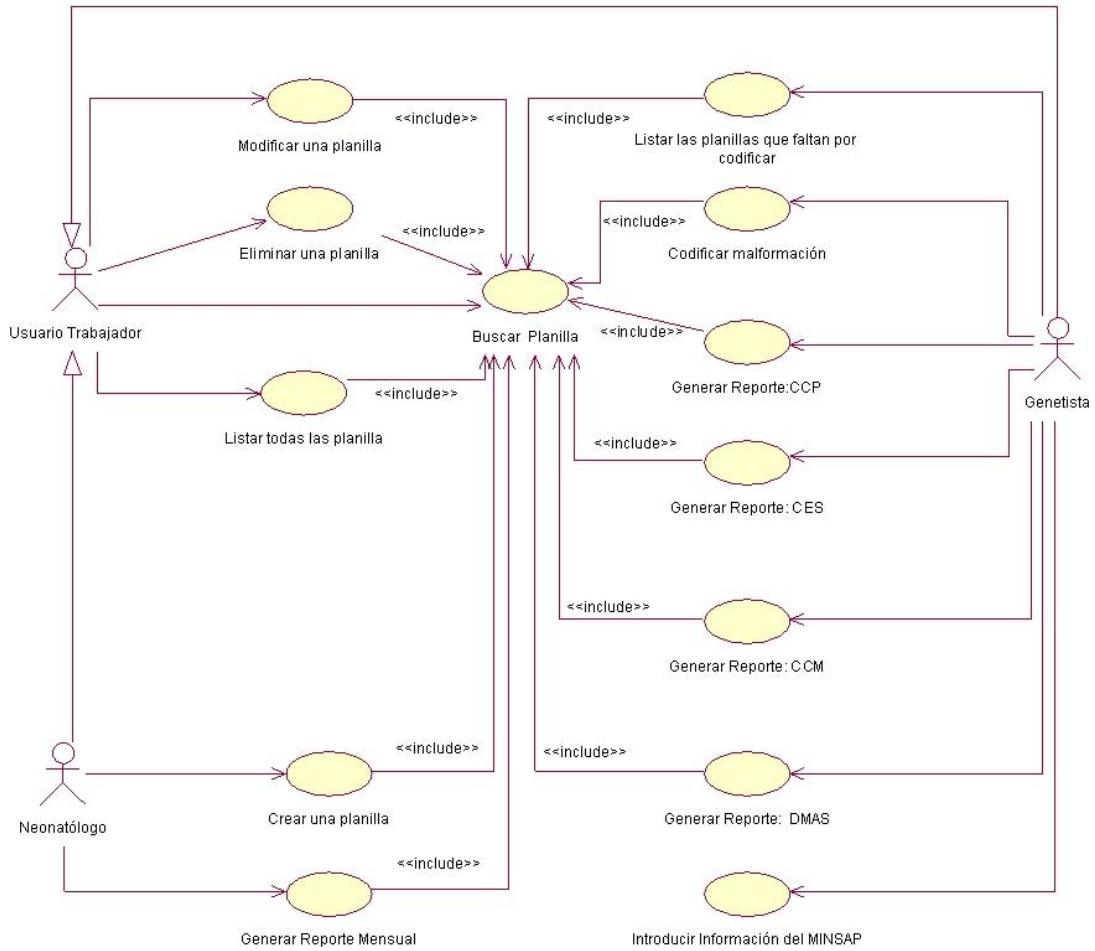 <<include>>
<<include>>
Modificar una planilla
Listar las planillas que faltan por
codificar
<<include>>
<<include>>
Eliminar una planilla
Codificar malformación
Usuario Trabajador
Buscar Planilla
<<include>>
Generar Reporte:CCP
Genetista
<<include>>
Listar todas las planilla
<<include>>
Generar Reporte: CES
<<include>>
Generar Reporte: CCM
<<include>>
<<include>>
Neonatólogo
Crear una planilla
Generar Reporte: DMAS
<<include>>
Generar Reporte Mensual
Introducir Información del MINSAP